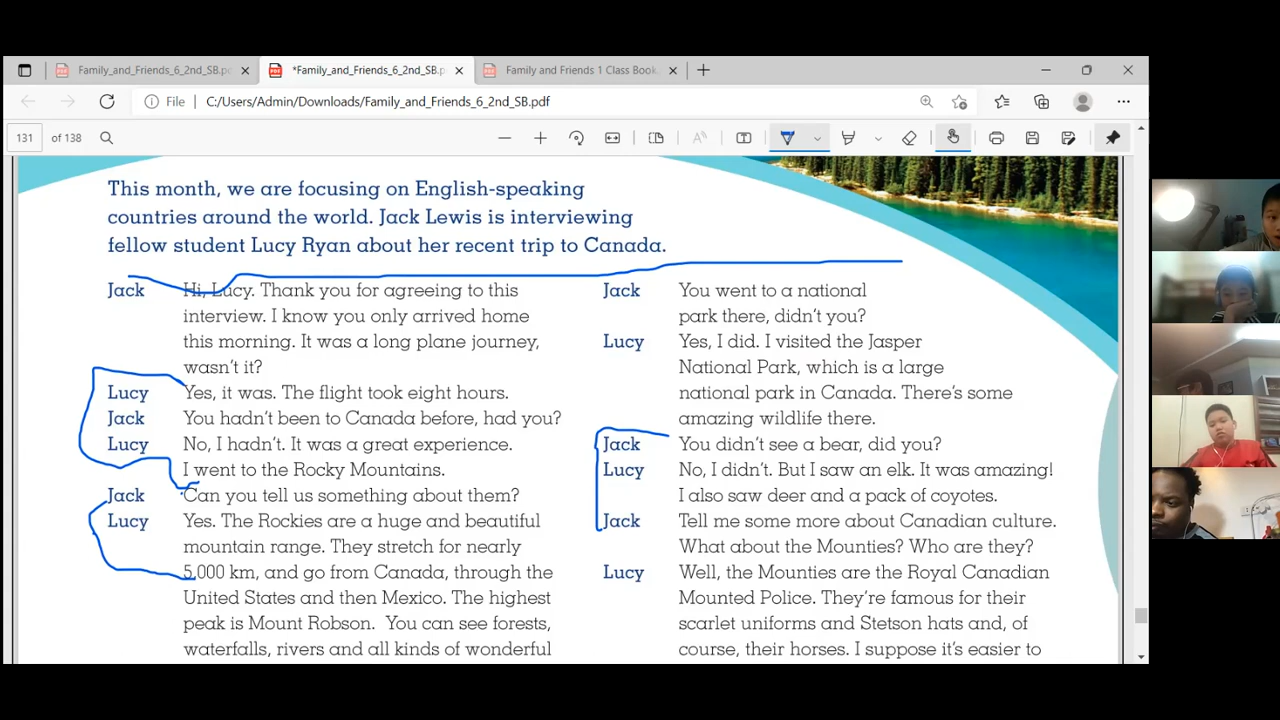 Family_and_Friends_6_2nd_SB.pc
*Family_and_Friends_6_2nd_SB.p
Family and Friends 1 Class Book.
File
C:/Users/Admin/Downloads/Family_and_Friends_6_2nd_SB.pdf
131 of 138
This month, we are focusing on English-speaking
countries around the world. Jack Lewis is interviewing
fellow student Lucy Ryan about her recent trip to Canada.
Jack Hi, Lucy. Thank you for agreeing to this
interview. I know you only arrived home
this morning. It was a long plane journey,
wasn't it?
Lucy Yes, it was. The flight took eight hours.
Jack You hadn't been to Canada before, had you?
Lucy No, I hadn't. It was a great experience.
I went to the Rocky Mountains.
Jack Can you tell us something about them?
Lucy Yes. The Rockies are a huge and beautiful
mountain range. They stretch for nearly
5,000 km, and go from Canada, through the
United States and then Mexico. The highest
peak is Mount Robson. You can see forests,
waterfalls, rivers and all kinds of wonderful
Jack You went to a national
park there, didn't you?
Lucy Yes, I did. I visited the Jasper
National Park, which is a large
national park in Canada. There's some
amazing wildlife there.
Jack You didn't see a bear, did you?
Lucy No, I didn't. But I saw an elk. It was amazing!
I also saw deer and a pack of coyotes.
Jack Tell me some more about Canadian culture.
What about the Mounties? Who are they?
Lucy Well, the Mounties are the Royal Canadian
Mounted Police. They're famous for their
scarlet uniforms and Stetson hats and, of
course, their horses. I suppose it's easier to